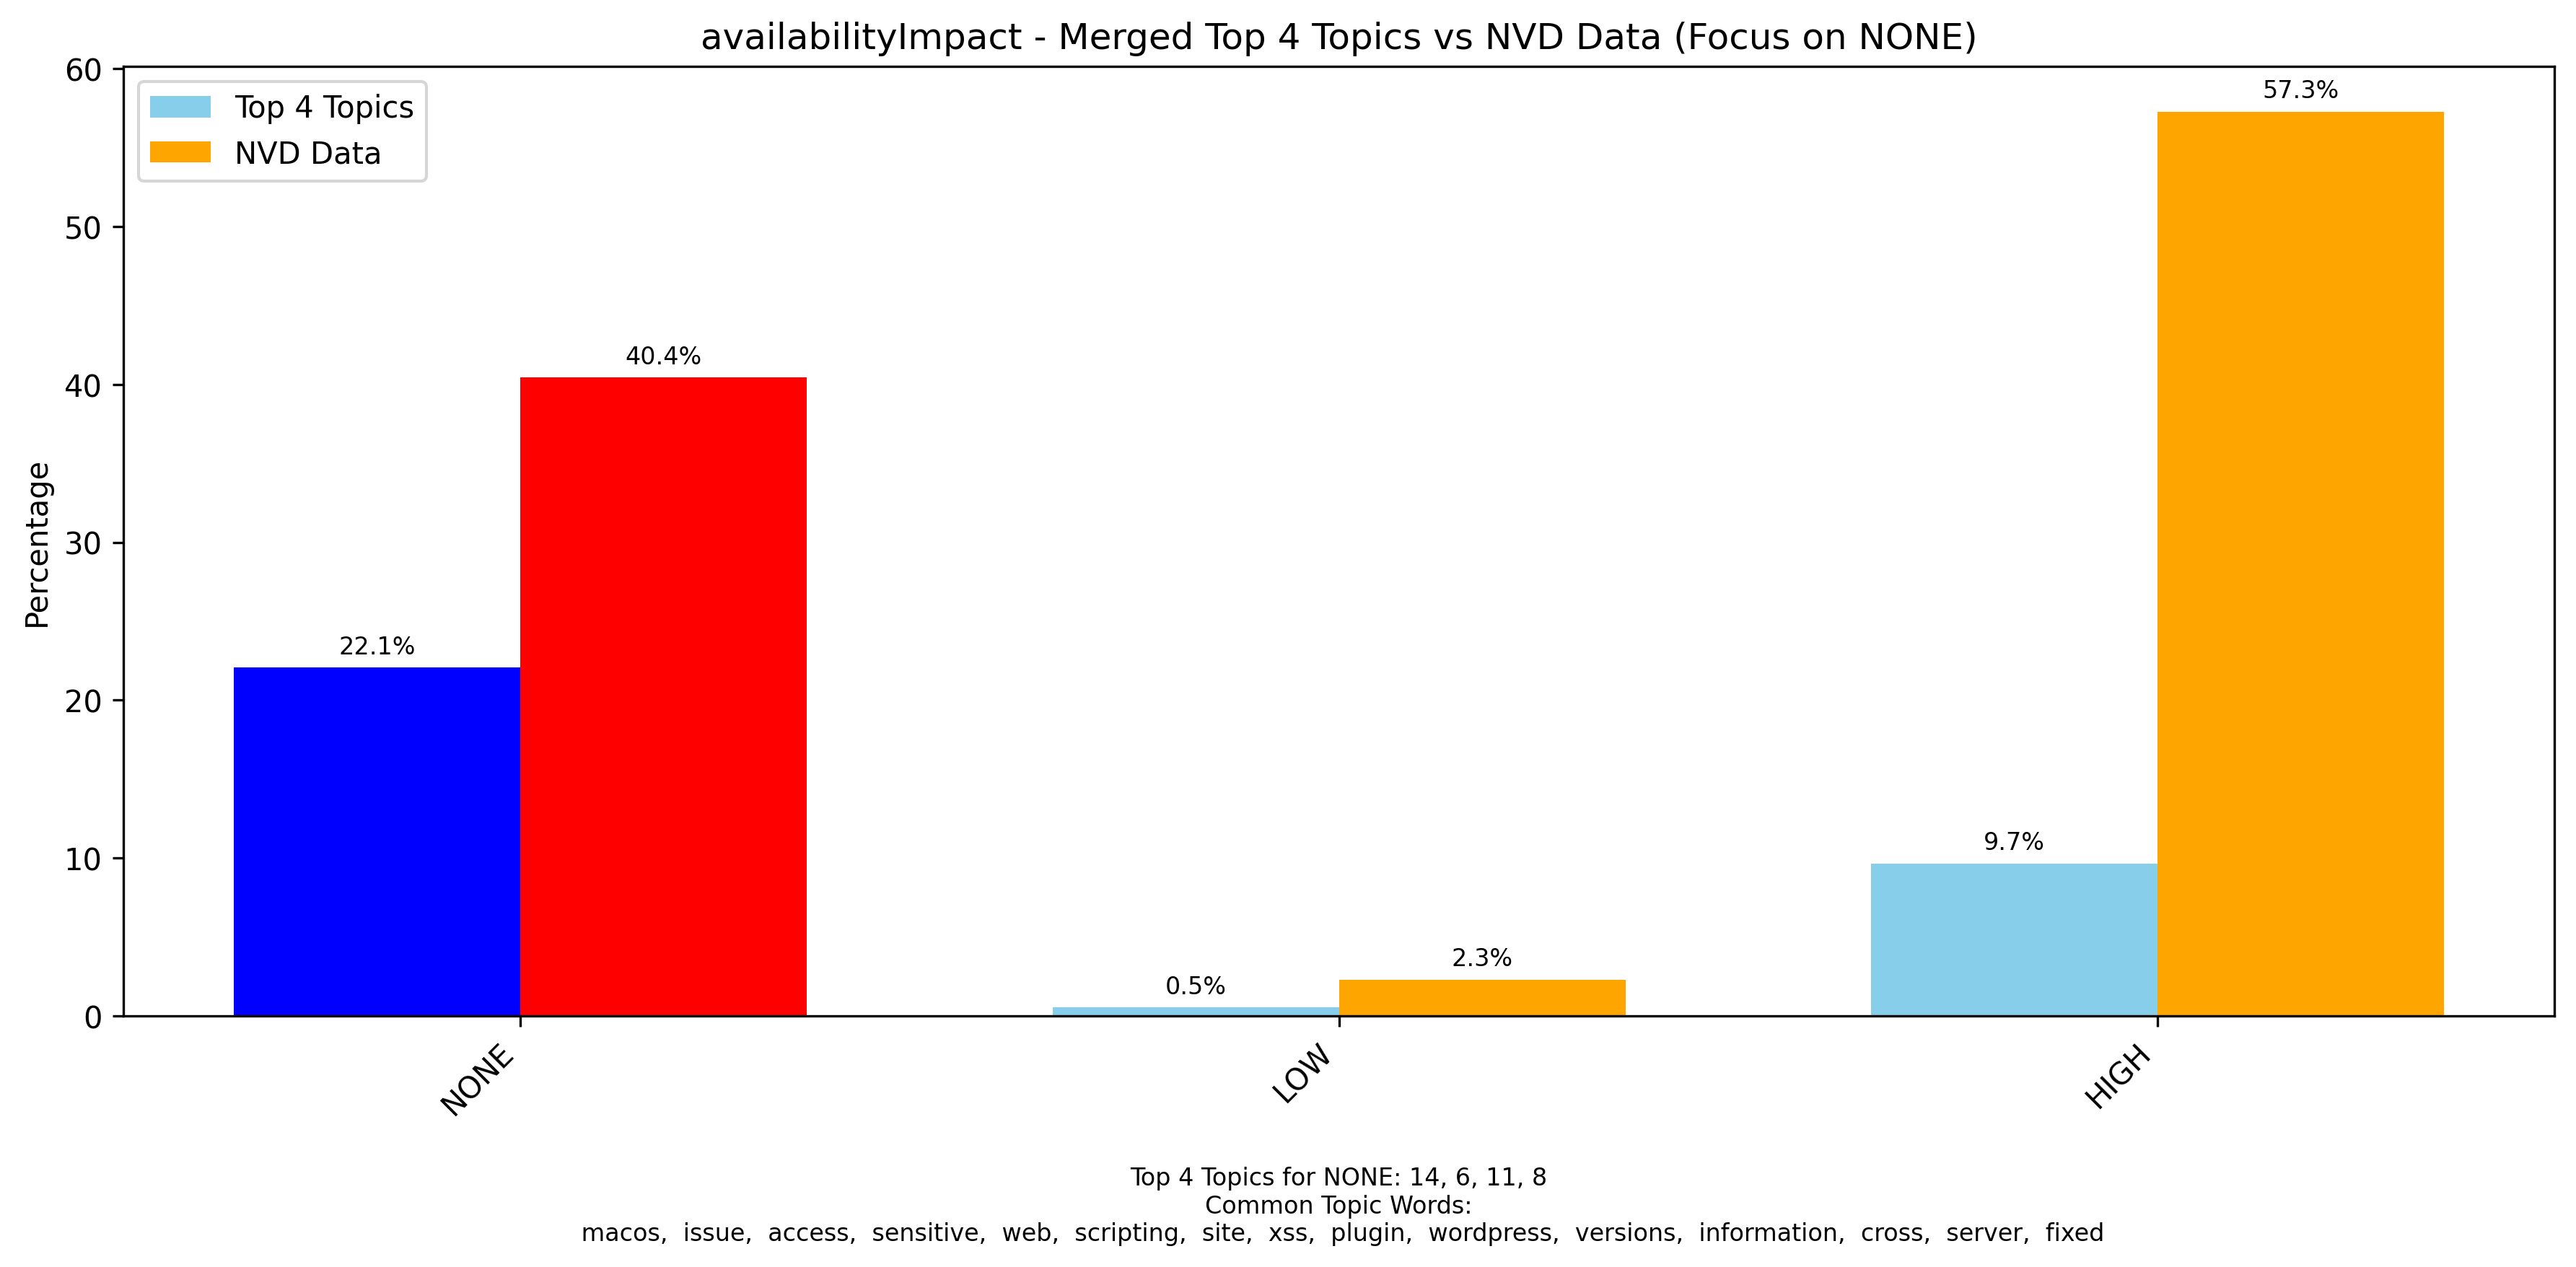 availabilityImpact - Merged Top 4 Topics vs NVD Data (Focus on NONE)
60
50
40
30
20
10
0
Percentage
Top 4 Topics
NVD Data
22.1%
40.4%
0.5%
2.3%
9.7%
57.3%
NONE
LOW
HIGH
Top 4 Topics for NONE: 14, 6, 11, 8
Common Topic Words:
macos, issue, access, sensitive, web, scripting, site, xss, plugin, wordpress, versions, information, cross, server, fixed